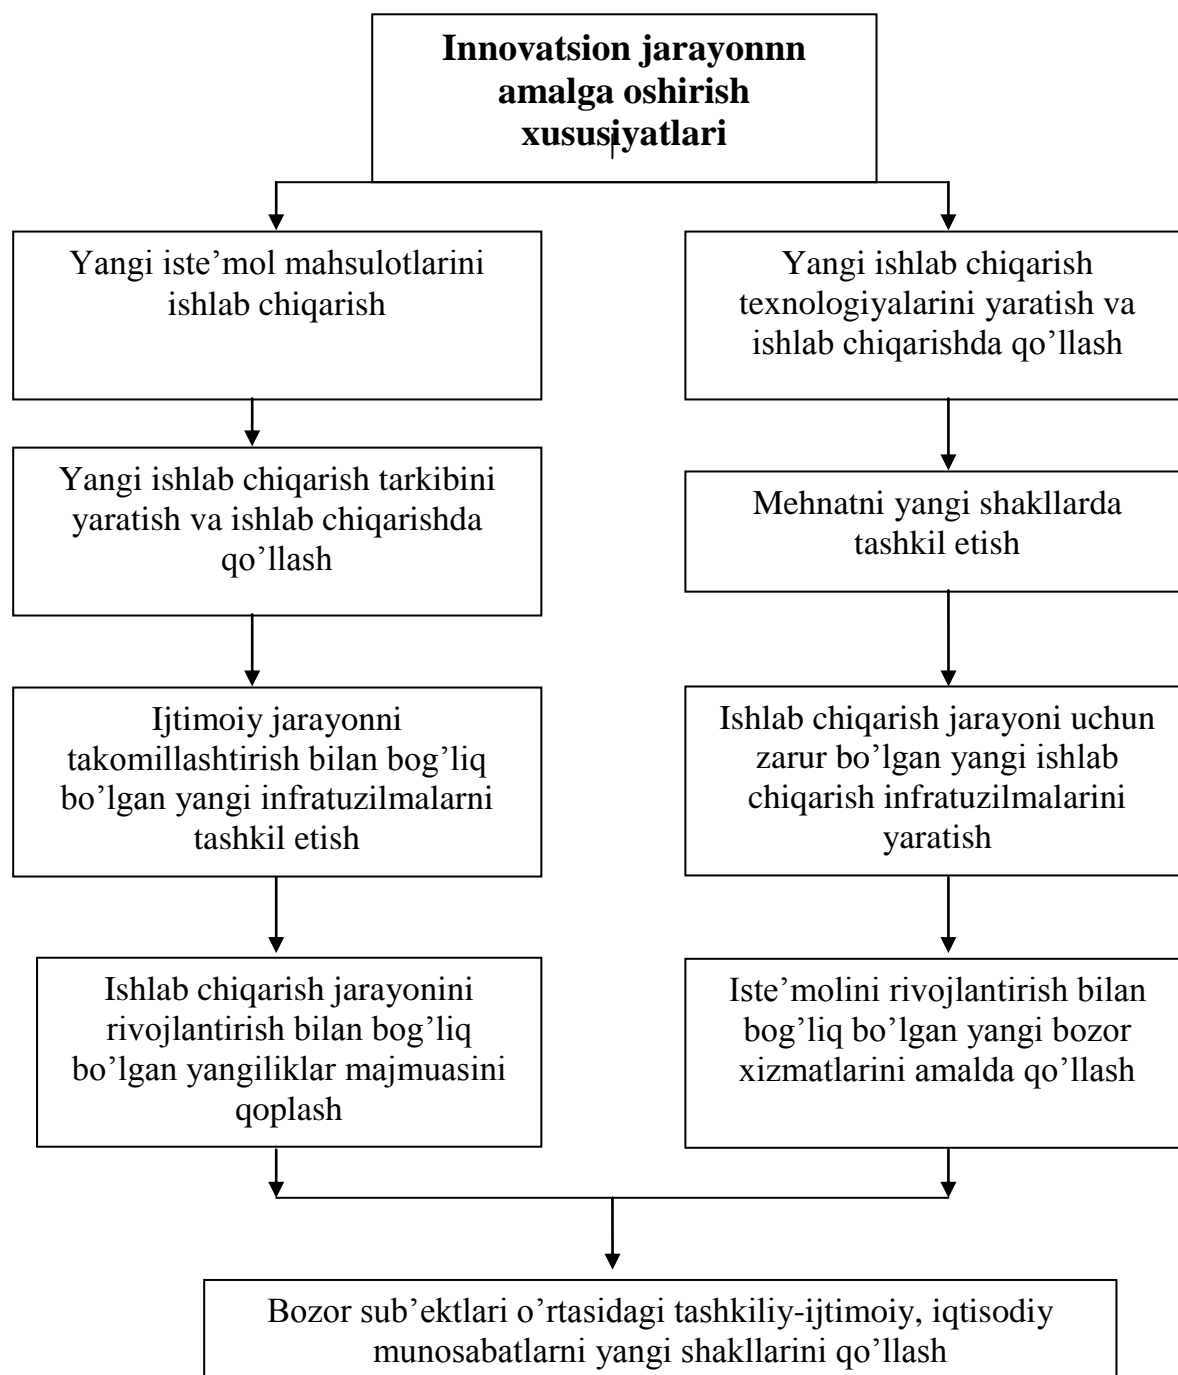 Innovatsion jarayonnn
amalga oshirish
xususiyatlari
Yangi iste’mol mahsulotlarini
ishlab chiqarish
Yangi ishlab chiqarish
texnologiyalarini yaratish va
ishlab chiqarishda qo’llash
Yangi ishlab chiqarish tarkibini
yaratish va ishlab chiqarishda
qo’llash
Mehnatni yangi shakllarda
tashkil etish
Ijtimoiy jarayonni
takomillashtirish bilan bog’liq
bo’lgan yangi infratuzilmalarni
tashkil etish
Ishlab chiqarish jarayoni uchun
zarur bo’lgan yangi ishlab
chiqarish infratuzilmalarini
yaratish
Ishlab chiqarish jarayonini
rivojlantirish bilan bog’liq
bo’lgan yangiliklar majmuasini
qoplash
Iste’molini rivojlantirish bilan
bog’liq bo’lgan yangi bozor
xizmatlarini amalda qo’llash
Bozor sub’ektlari o’rtasidagi tashkiliy-ijtimoiy, iqtisodiy
munosabatlarni yangi shakllarini qo’llash